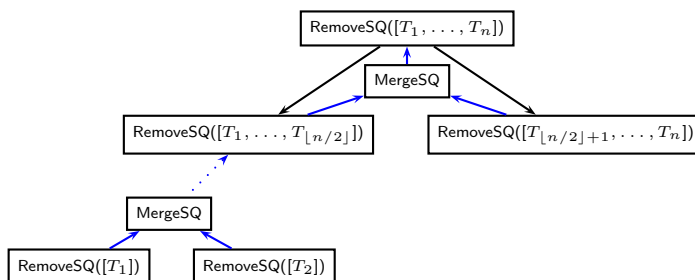 RemoveSQ([T₁, . . . , Tₙ])
MergeSQ
RemoveSQ([T₁, . . . , T⌊n/2⌋])
RemoveSQ([T⌊n/2⌋+1, . . . , Tₙ])
MergeSQ
RemoveSQ([T₁])
RemoveSQ([T₂])